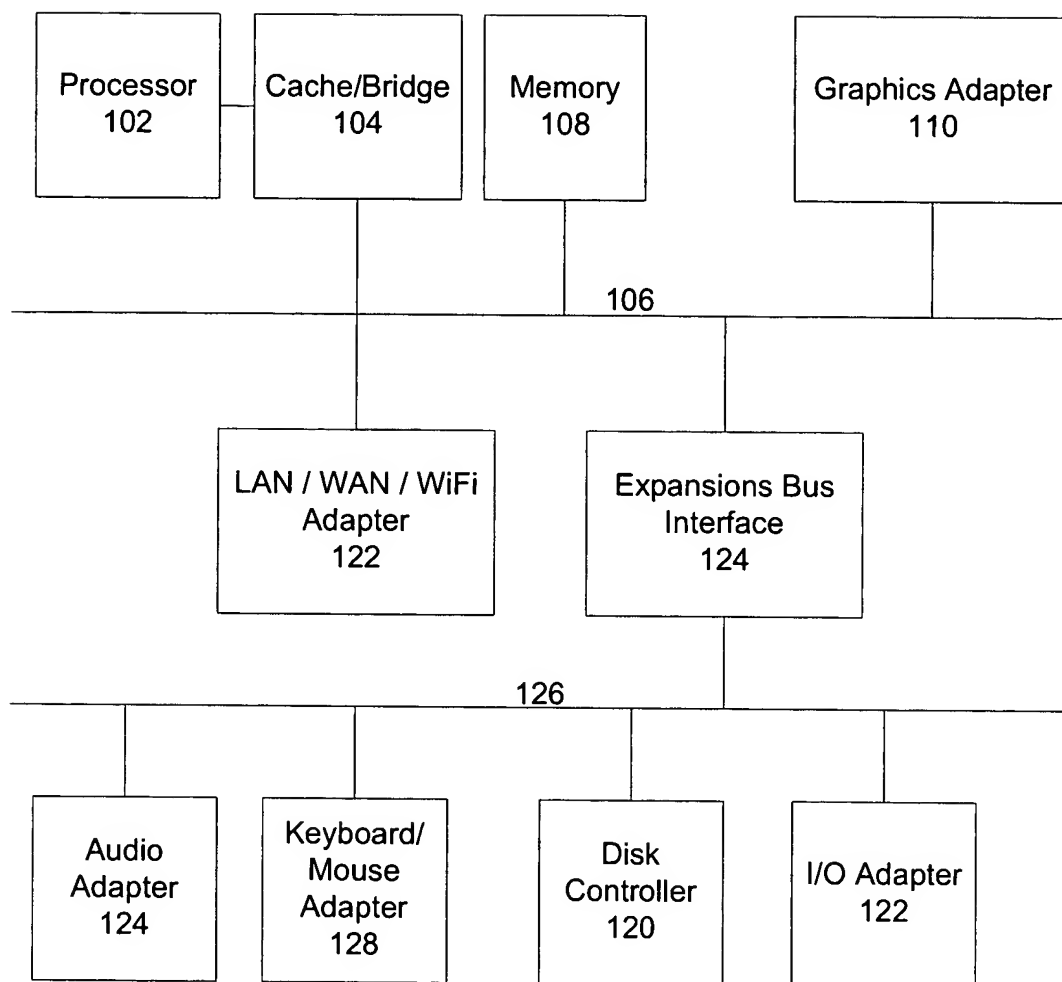 Processor
102
Cache/Bridge
104
Memory
108
Graphics Adapter
110
106
LAN / WAN / WiFi
Adapter
122
Expansions Bus
Interface
124
126
Audio
Adapter
124
Keyboard/
Mouse
Adapter
128
Disk
Controller
120
I/O Adapter
122